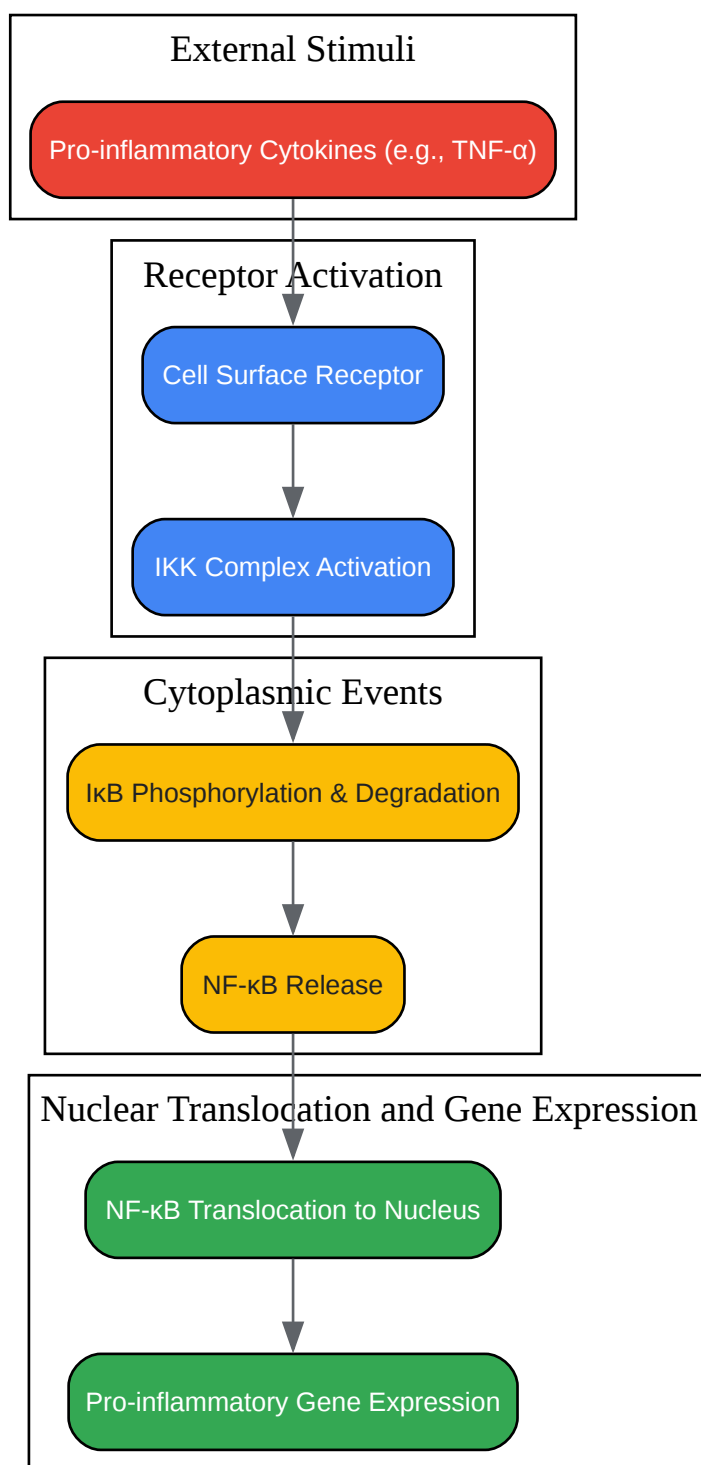 External Stimuli
Pro-inflammatory Cytokines (e.g., TNF-α)
Receptor Activation
Cell Surface Receptor
IKK Complex Activation
Cytoplasmic Events
IκB Phosphorylation & Degradation
NF-κB Release
Nuclear Translocation and Gene Expression
NF-κB Translocation to Nucleus
Pro-inflammatory Gene Expression